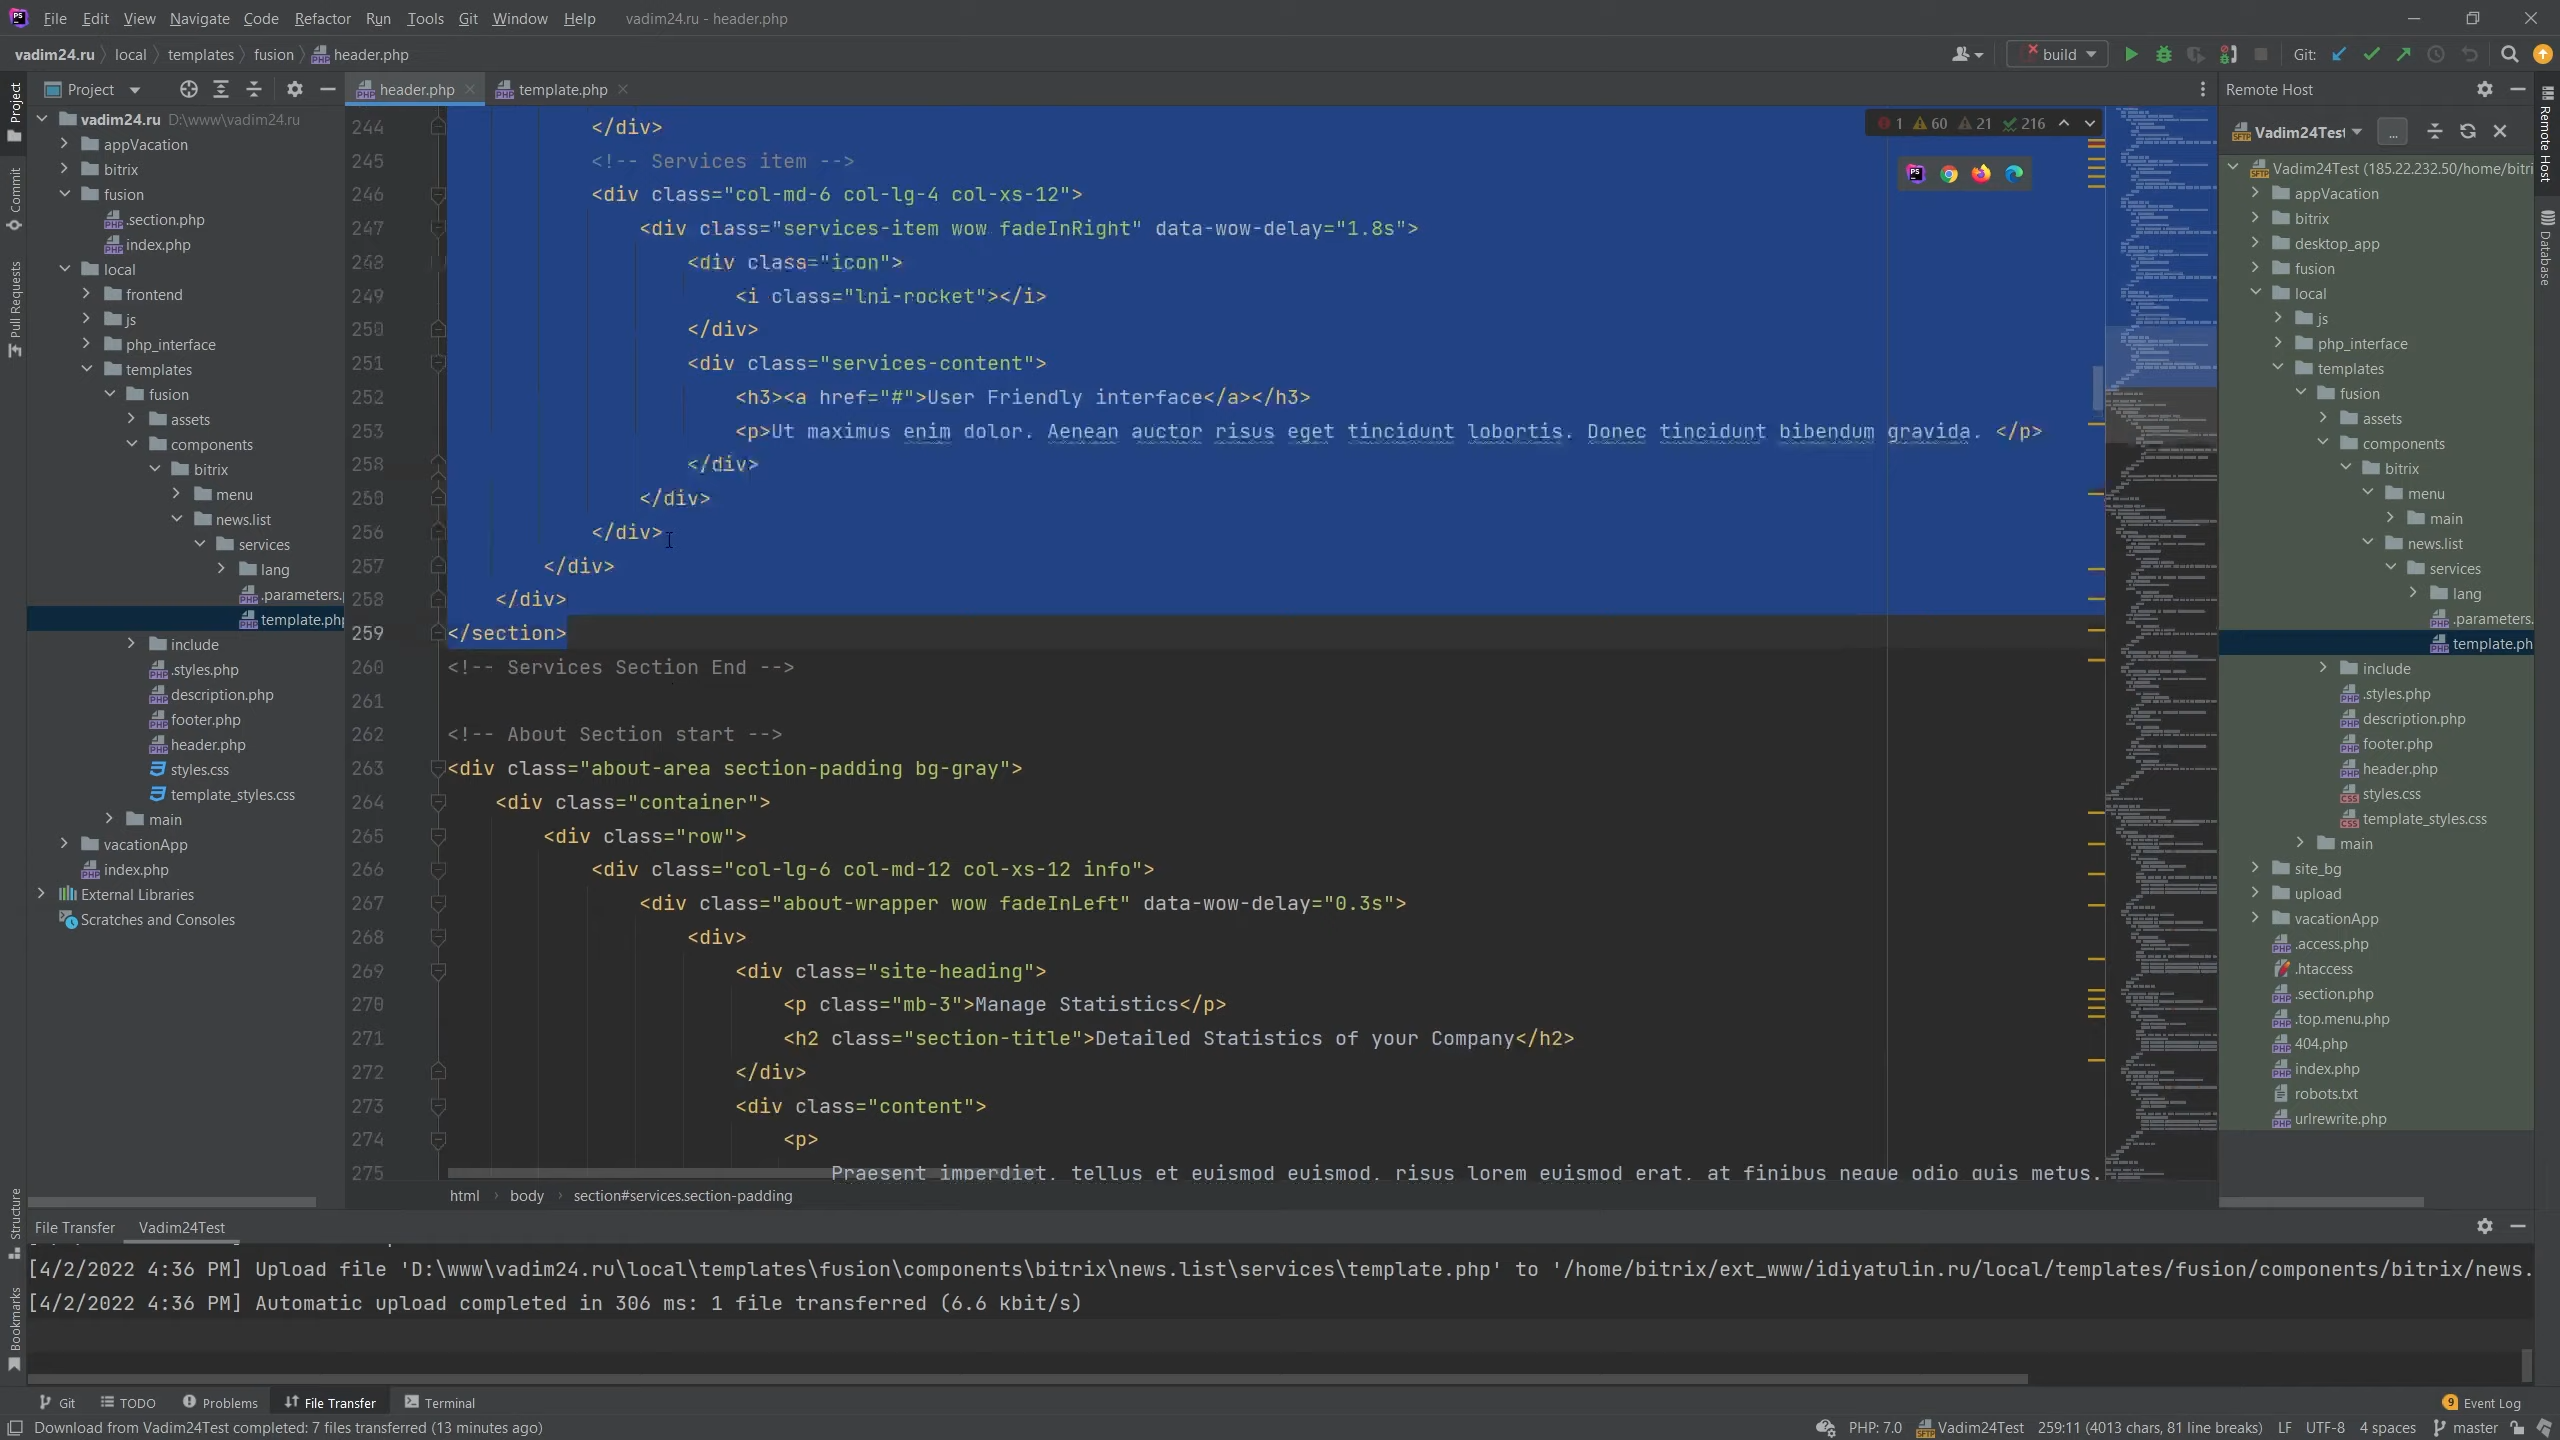 File Edit View Navigate Code Refactor Run Tools Git Window Help vadim24.ru - header.php
vadim24.ru local templates fusion header.php build Git:
Project header.php template.php Remote Host
vadim24.ru D:\www\vadim24.ru
appVacation
bitrix
fusion
.section.php
index.php
local
frontend
js
php_interface
templates
fusion
assets
components
bitrix
menu
news.list
services
lang
.parameters.
template.php
include
.styles.php
description.php
footer.php
header.php
styles.css
template_styles.css
main
vacationApp
index.php
External Libraries
Scratches and Consoles
Project
Commit
Pull Requests
Structure
Bookmarks
1 60 21 216
244 </div>
245 <!-- Services item -->
246 <div class="col-md-6 col-lg-4 col-xs-12">
247 <div class="services-item wow fadeInRight" data-wow-delay="1.8s">
248 <div class="icon">
249 <i class="lni-rocket"></i>
250 </div>
251 <div class="services-content">
252 <h3><a href="#">User Friendly interface</a></h3>
253 <p>Ut maximus enim dolor. Aenean auctor risus eget tincidunt lobortis. Donec tincidunt bibendum gravida. </p>
</div>
</div>
256 </div>
257 </div>
258 </div>
259 </section>
260 <!-- Services Section End -->
261
262 <!-- About Section start -->
263 <div class="about-area section-padding bg-gray">
264 <div class="container">
265 <div class="row">
266 <div class="col-lg-6 col-md-12 col-xs-12 info">
267 <div class="about-wrapper wow fadeInLeft" data-wow-delay="0.3s">
268 <div>
269 <div class="site-heading">
270 <p class="mb-3">Manage Statistics</p>
271 <h2 class="section-title">Detailed Statistics of your Company</h2>
272 </div>
273 <div class="content">
274 <p>
275 Praesent imperdiet, tellus et euismod euismod, risus lorem euismod erat, at finibus neque odio quis metus.
html body section#services.section-padding
Vadim24Test ...
Vadim24Test (185.22.232.50/home/bitri
appVacation
bitrix
desktop_app
fusion
local
js
php_interface
templates
fusion
assets
components
bitrix
menu
main
news.list
services
lang
.parameters.
template.ph
include
.styles.php
description.php
footer.php
header.php
styles.css
template_styles.css
main
site_bg
upload
vacationApp
.access.php
.htaccess
.section.php
.top.menu.php
404.php
index.php
robots.txt
urlrewrite.php
Remote Host
Database
File Transfer Vadim24Test
[4/2/2022 4:36 PM] Upload file 'D:\www\vadim24.ru\local\templates\fusion\components\bitrix\news.list\services\template.php' to '/home/bitrix/ext_www/idiyatulin.ru/local/templates/fusion/components/bitrix/news.
[4/2/2022 4:36 PM] Automatic upload completed in 306 ms: 1 file transferred (6.6 kbit/s)
Git TODO Problems File Transfer Terminal 9 Event Log
Download from Vadim24Test completed: 7 files transferred (13 minutes ago) PHP: 7.0 Vadim24Test 259:11 (4013 chars, 81 line breaks) LF UTF-8 4 spaces master